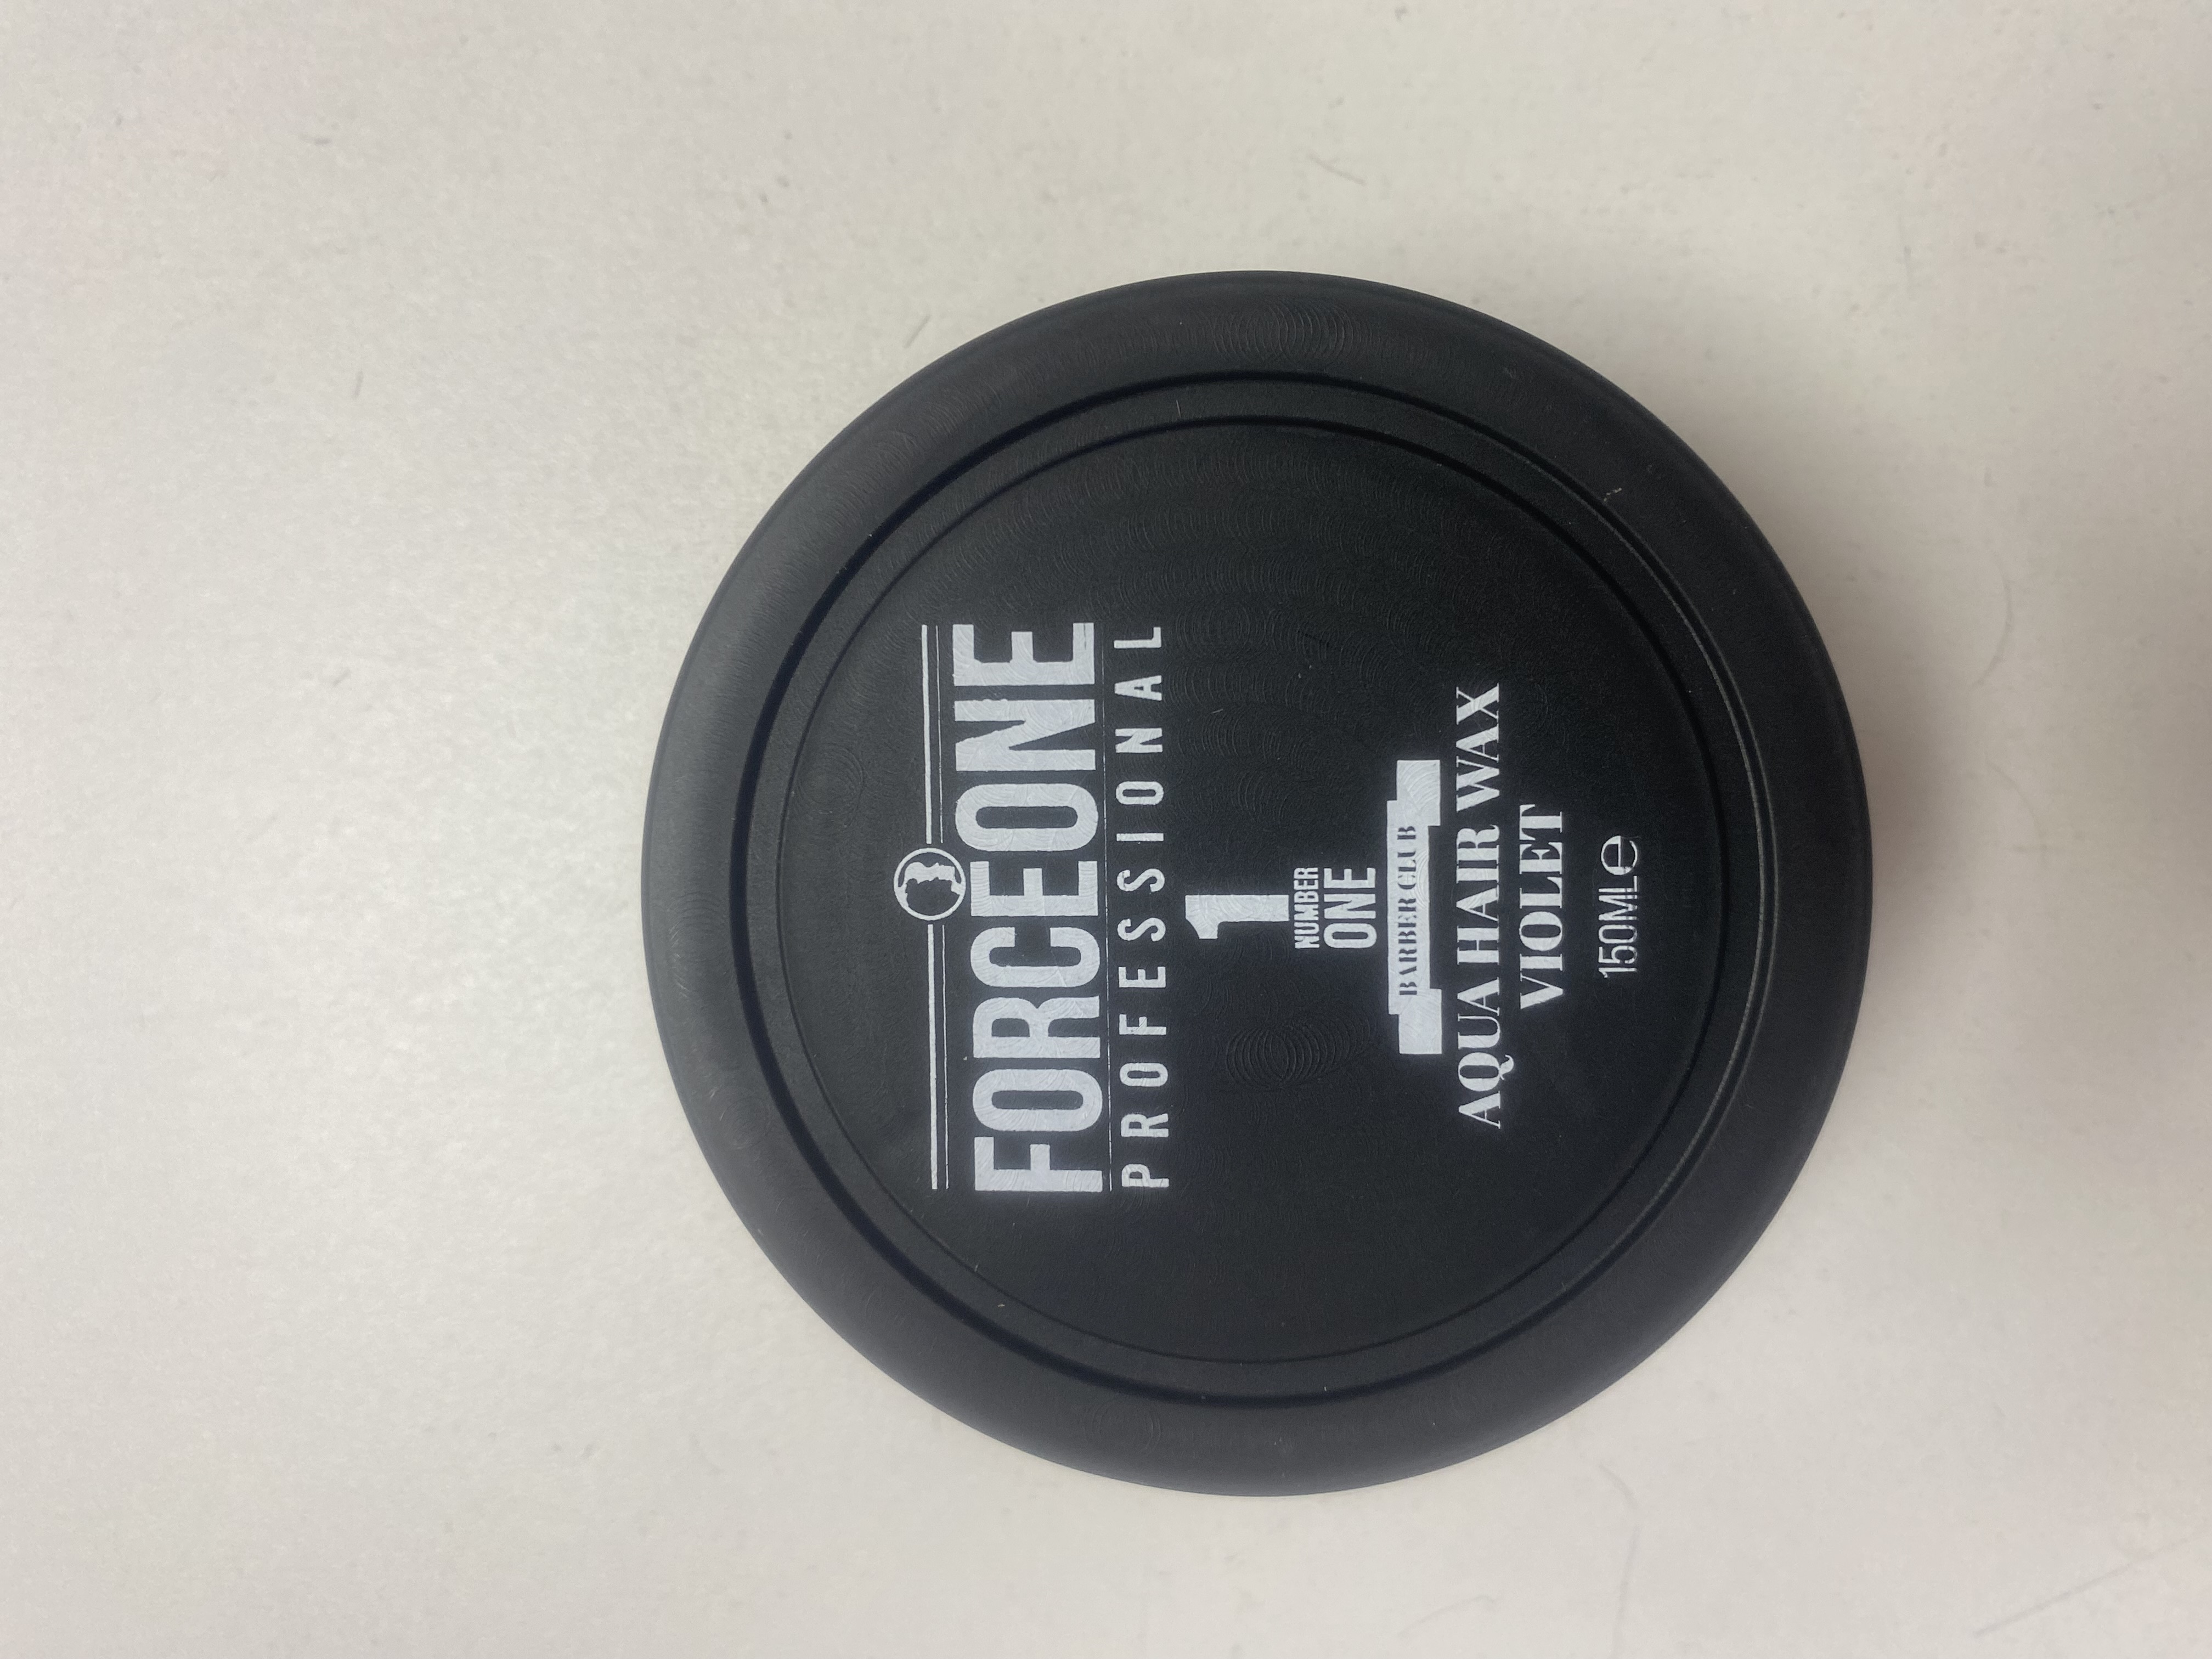 FORCEONE
PROFESSIONAL
1
NUMBER
ONE
BARBER CLUB
AQUA HAIR WAX
VIOLET
150ML℮